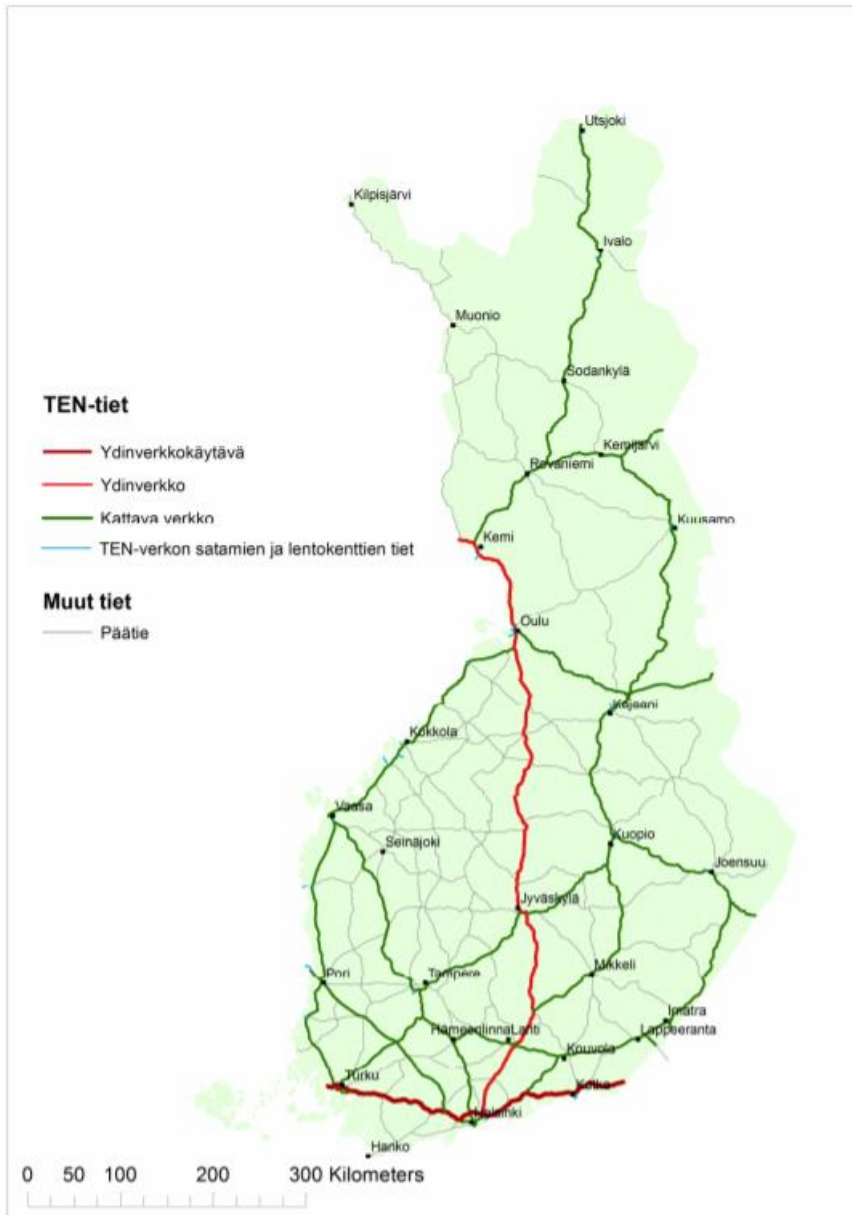 Utsjoki
Kilpisjärvi
Ivalo
Muonio
Sodankylä
TEN-tiet
Ydinverkkokäytävä
Kemijärvi
Rovaniemi
Ydinverkko
Kattava verkko
Kuusamo
TEN-verkon satamien ja lentokenttien tiet
Kemi
Muut tiet
Päätie
Oulu
Kajaani
Kokkola
Vaasa
Seinäjoki
Kuopio
Joensuu
Jyväskylä
Pori
Tampere
Mikkeli
Imatra
Hämeenlinna
Lahti
Lappeeranta
Kouvola
Turku
Kotka
Helsinki
Hanko
0 50 100 200 300 Kilometers